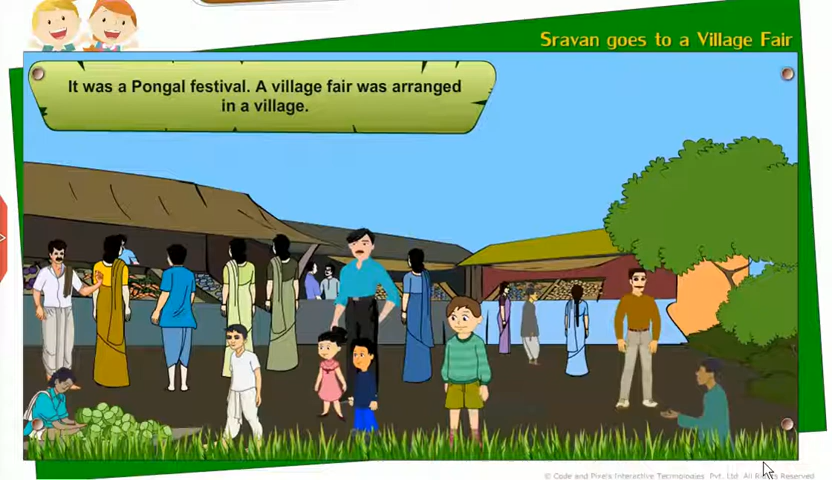 Sravan goes to a Village Fair
It was a Pongal festival. A village fair was arranged
in a village.
© Code and Pixels Interactive Technologies Pvt. Ltd. All Rights Reserved